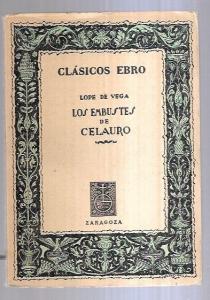 CLÁSICOS EBRO
LOPE DE VEGA
LOS EMBUSTES
DE
CELAURO
ZARAGOZA